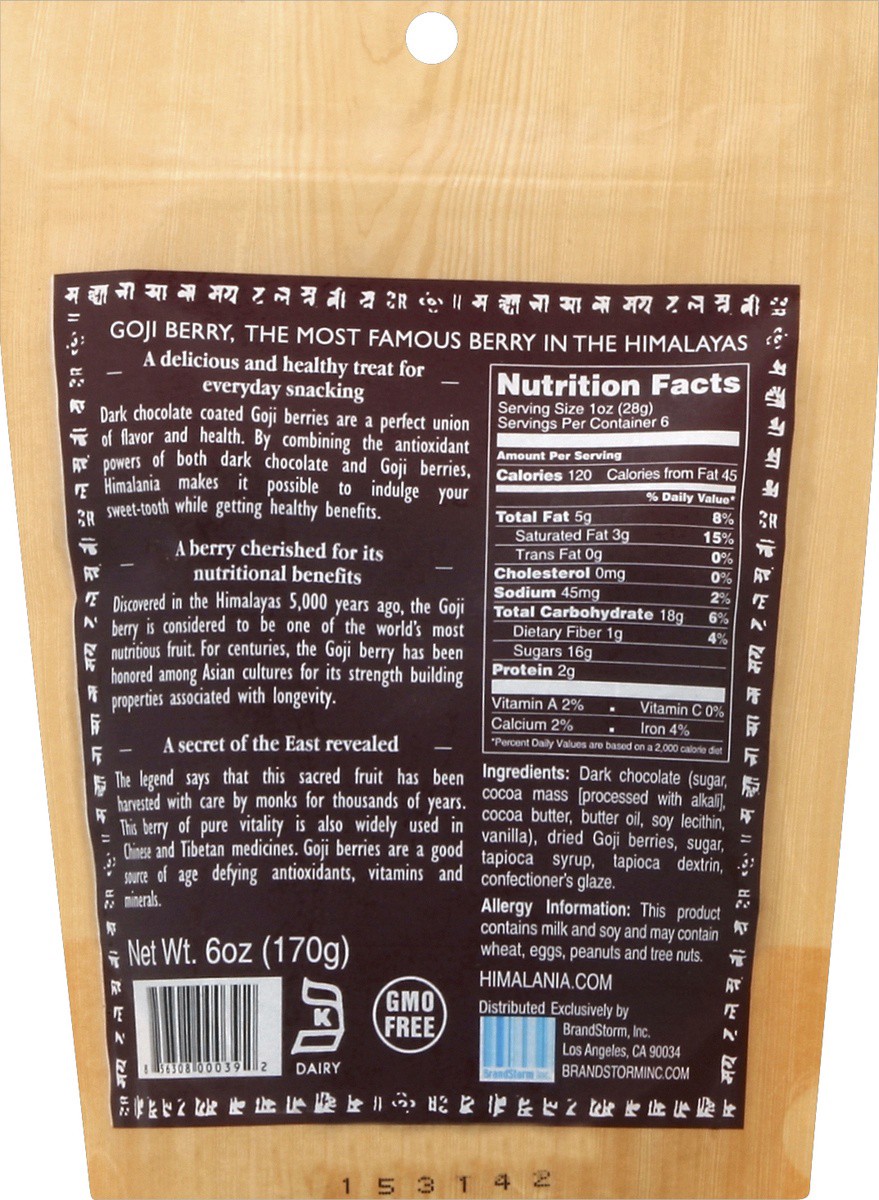 GOJI BERRY, THE MOST FAMOUS BERRY IN THE HIMALAYAS
A delicious and healthy treat for
everyday snacking
Dark chocolate coated Goji berries are a perfect union
of flavor and health. By combining the antioxidant
powers of both dark chocolate and Goji berries,
Himalania makes it possible to indulge your
sweet-tooth while getting healthy benefits.
A berry cherished for its
nutritional benefits
Discovered in the Himalayas 5,000 years ago, the Goji
berry is considered to be one of the world's most
nutritious fruit. For centuries, the Goji berry has been
honored among Asian cultures for its strength building
properties associated with longevity.
A secret of the East revealed
The legend says that this sacred fruit has been
harvested with care by monks for thousands of years.
This berry of pure vitality is also widely used in
Chinese and Tibetan medicines. Goji berries are a good
source of age defying antioxidants, vitamins and
minerals.
Net Wt. 6oz (170g)
8 56308 00039 2
K
DAIRY
GMO
FREE
Nutrition Facts
Serving Size 1oz (28g)
Servings Per Container 6
Amount Per Serving
Calories 120 Calories from Fat 45
% Daily Value*
Total Fat 5g 8%
Saturated Fat 3g 15%
Trans Fat 0g 0%
Cholesterol 0mg 0%
Sodium 45mg 2%
Total Carbohydrate 18g 6%
Dietary Fiber 1g 4%
Sugars 16g
Protein 2g
Vitamin A 2% ▪ Vitamin C 0%
Calcium 2% ▪ Iron 4%
*Percent Daily Values are based on a 2,000 calorie diet
Ingredients: Dark chocolate (sugar,
cocoa mass [processed with alkali],
cocoa butter, butter oil, soy lecithin,
vanilla), dried Goji berries, sugar,
tapioca syrup, tapioca dextrin,
confectioner's glaze.
Allergy Information: This product
contains milk and soy and may contain
wheat, eggs, peanuts and tree nuts.
HIMALANIA.COM
Distributed Exclusively by
BrandStorm Inc.
BrandStorm, Inc.
Los Angeles, CA 90034
BRANDSTORMINC.COM
153142